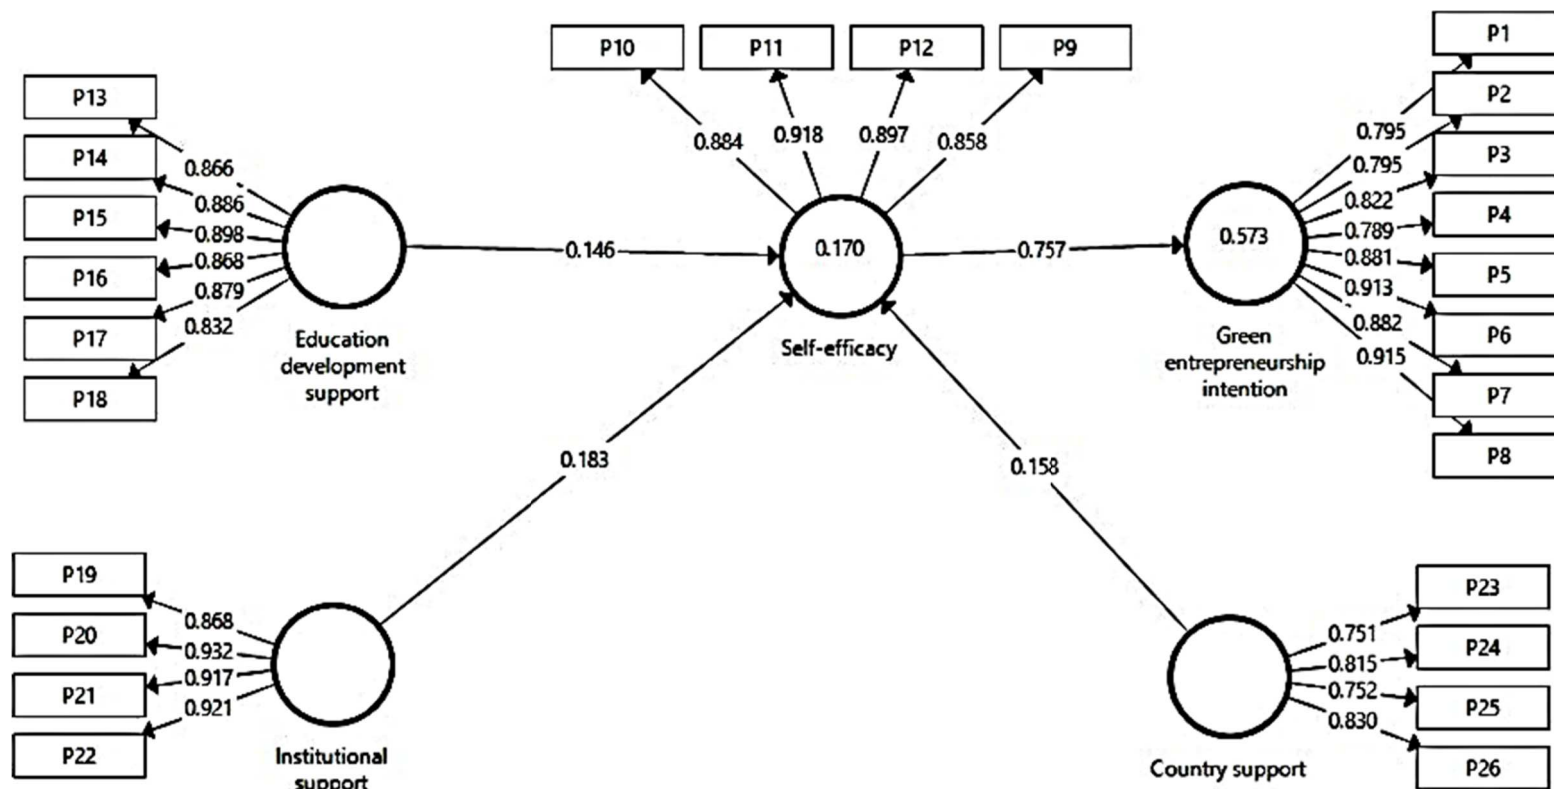 P10
P11
P12
P9
0.884
0.918
0.897
0.858
P13
P14
P15
P16
P17
P18
0.866
0.886
0.898
0.868
0.879
0.832
Education
development
support
0.146
0.170
Self-efficacy
0.757
0.573
Green
entrepreneurship
intention
0.795
0.795
0.822
0.789
0.881
0.913
0.882
0.915
P1
P2
P3
P4
P5
P6
P7
P8
0.183
0.158
P19
P20
P21
P22
0.868
0.932
0.917
0.921
Institutional
support
Country support
0.751
0.815
0.752
0.830
P23
P24
P25
P26